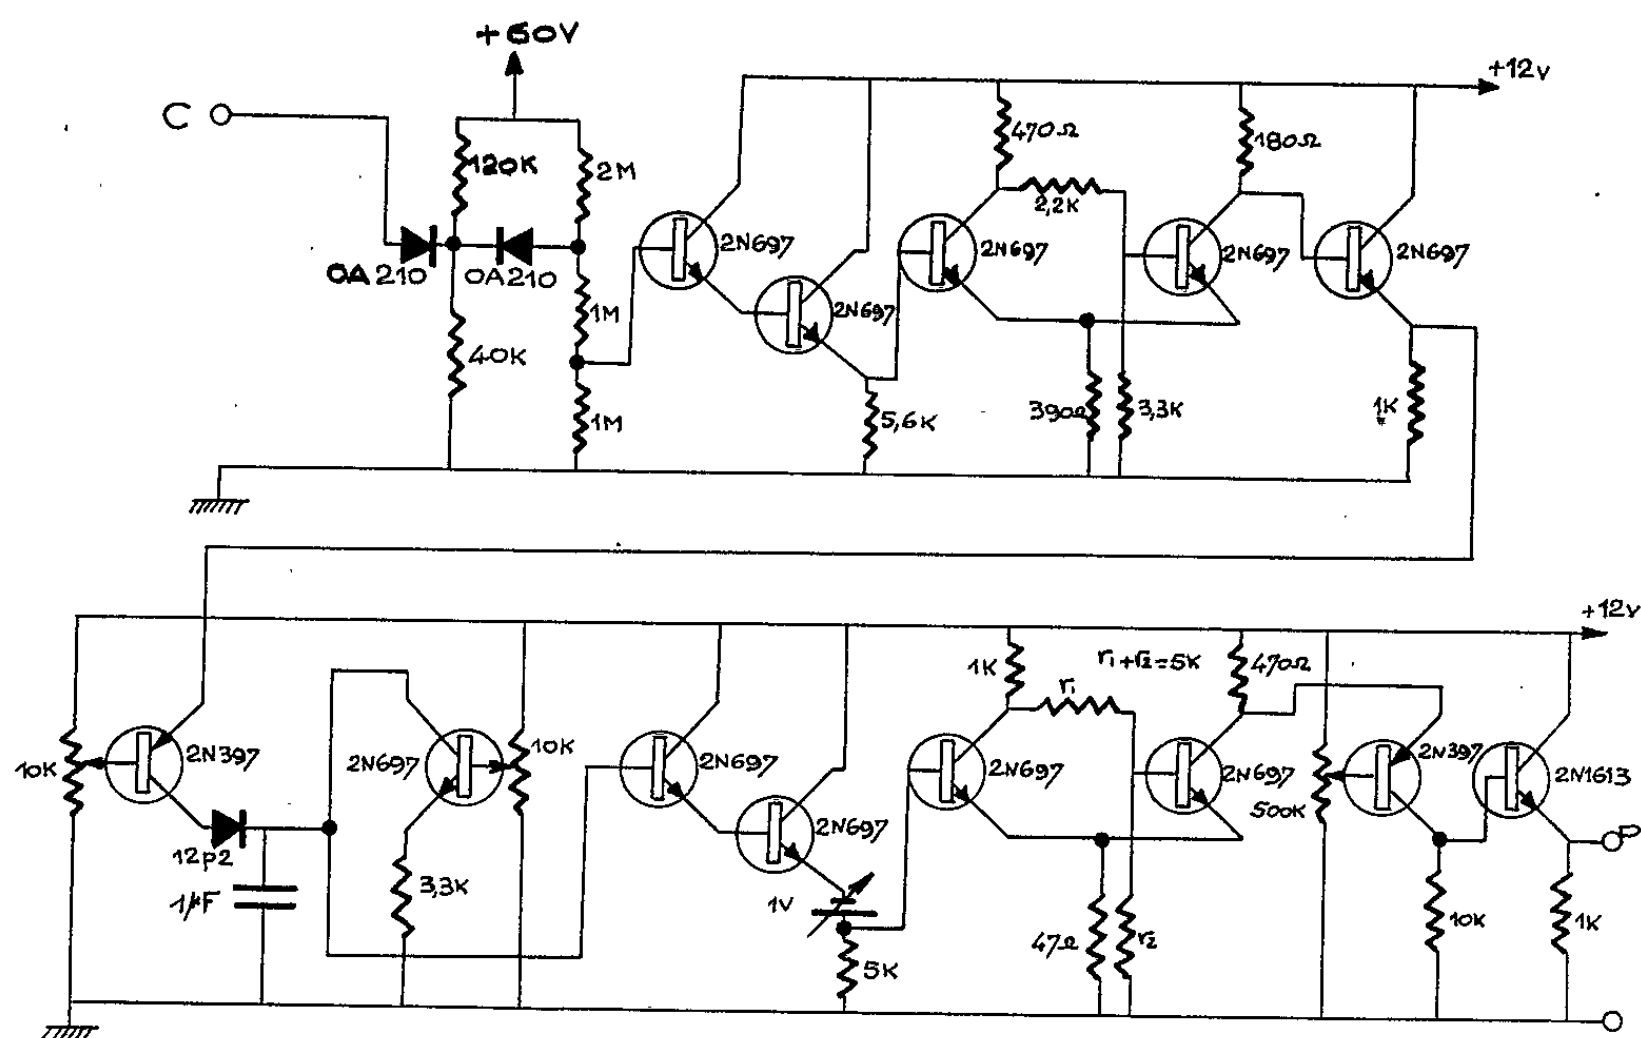 +60V
C
+12v
120K
2M
470Ω
180Ω
2,2K
2N697
2N697
2N697
2N697
0A210
0A210
1M
2N697
40K
1M
5,6K
390Ω
3,3K
1K
+12v
1K
r1+r2=5K
470Ω
r1
10K
2N397
2N697
10K
2N697
2N697
2N697
500K
2N397
2N1613
12p2
2N697
P
1µF
3,3K
1V
47Ω
r2
10K
1K
5K